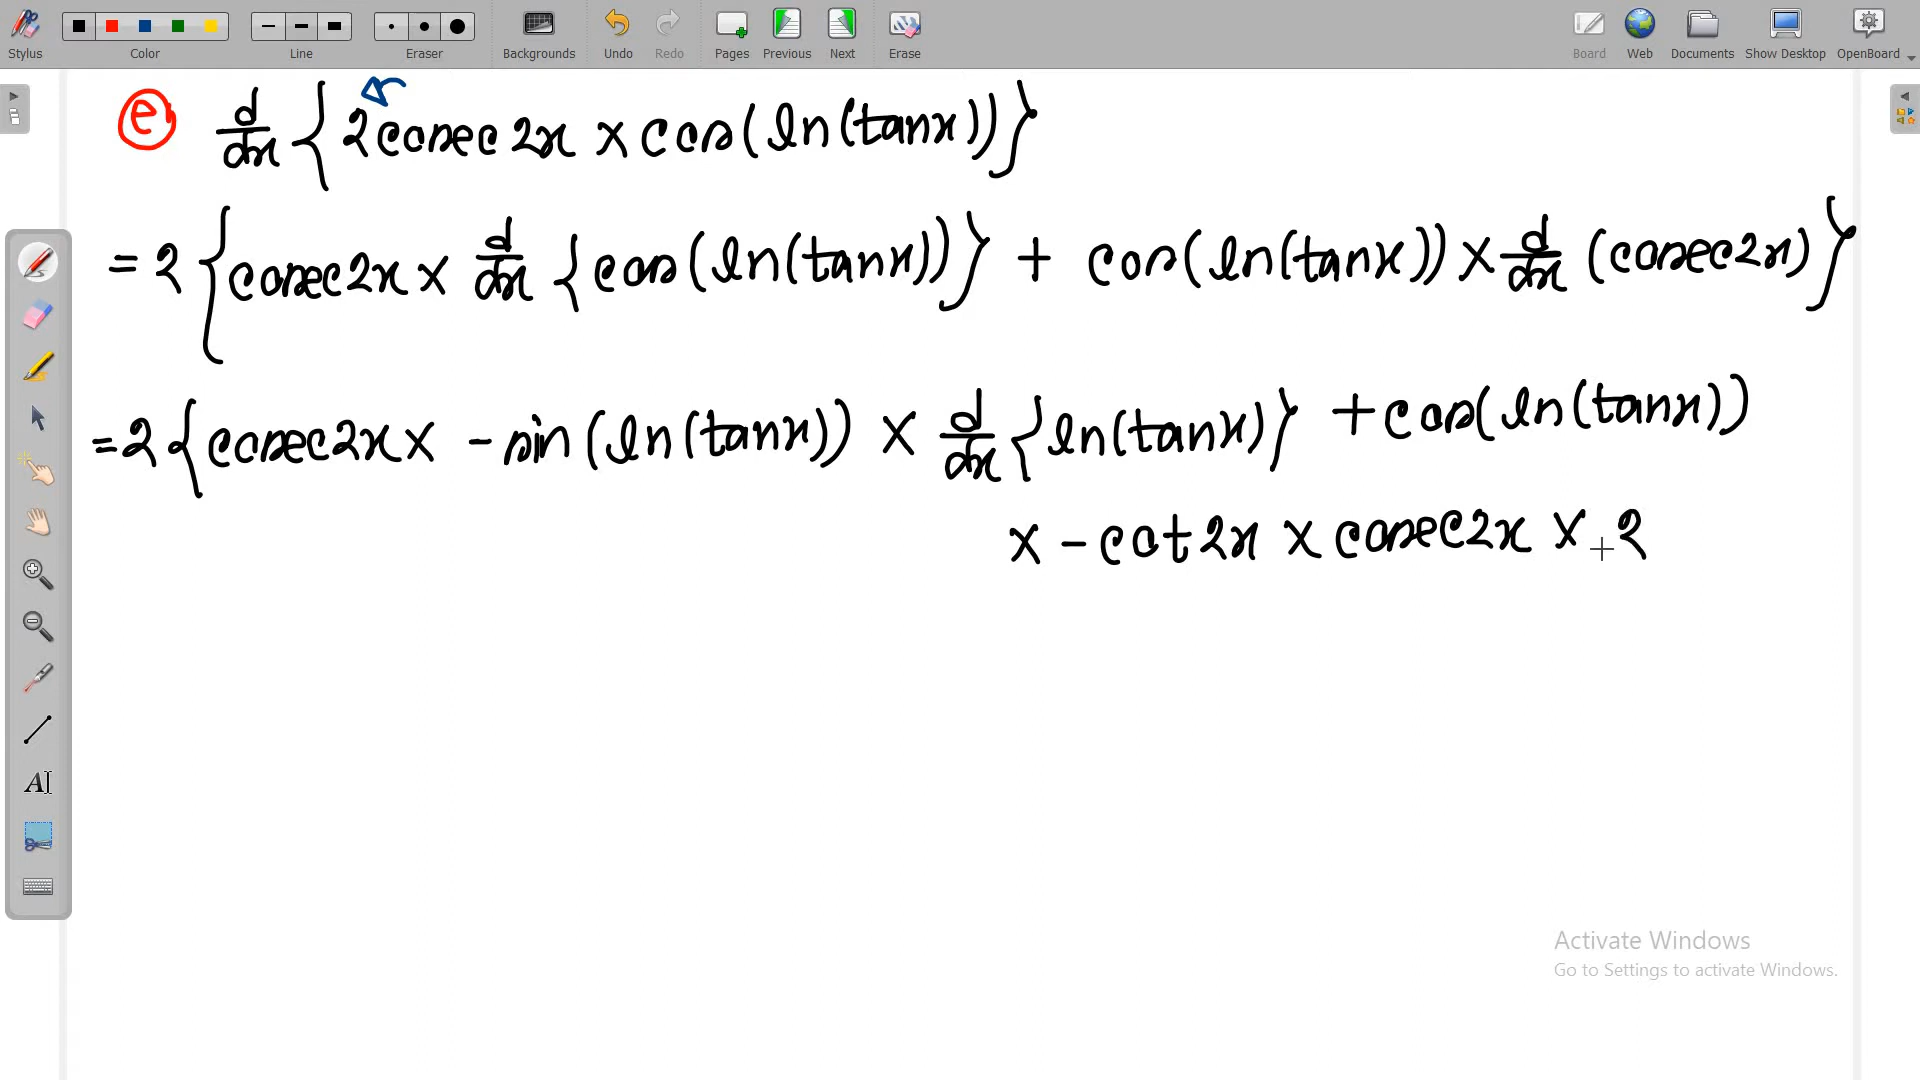 Stylus Color Line Eraser Backgrounds Undo Redo Pages Previous Next Erase Board Web Documents Show Desktop OpenBoard
e d/dx { 2cosec2x × cos(ln(tanx)) }
= 2 { cosec2x × d/dx { cos(ln(tanx)) } + cos(ln(tanx)) × d/dx (cosec2x) }
= 2 { cosec2x × - sin(ln(tanx)) × d/dx { ln(tanx) } + cos(ln(tanx))
× - cot2x × cosec2x × 2
Activate Windows
Go to Settings to activate Windows.